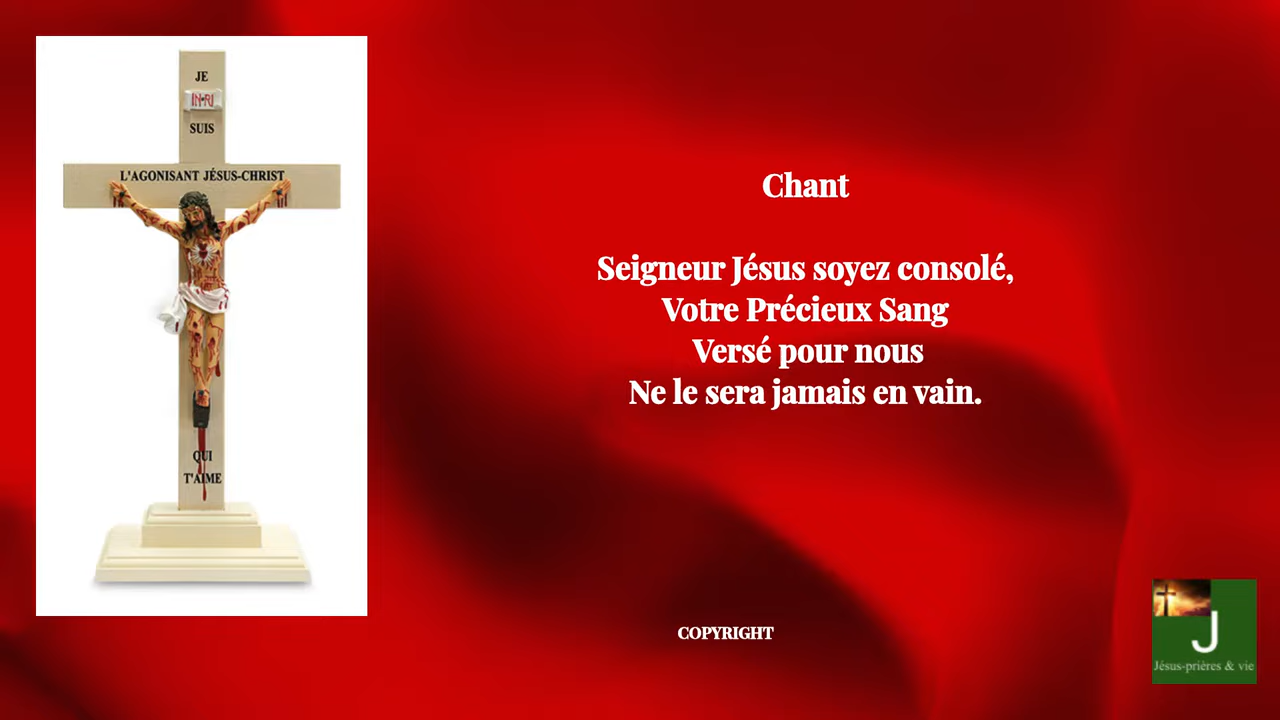 JE
INRI
SUIS
L'AGONISANT JÉSUS-CHRIST
QUI
T'AIME
Chant
Seigneur Jésus soyez consolé,
Votre Précieux Sang
Versé pour nous
Ne le sera jamais en vain.
COPYRIGHT
J
Jésus-prières & vie